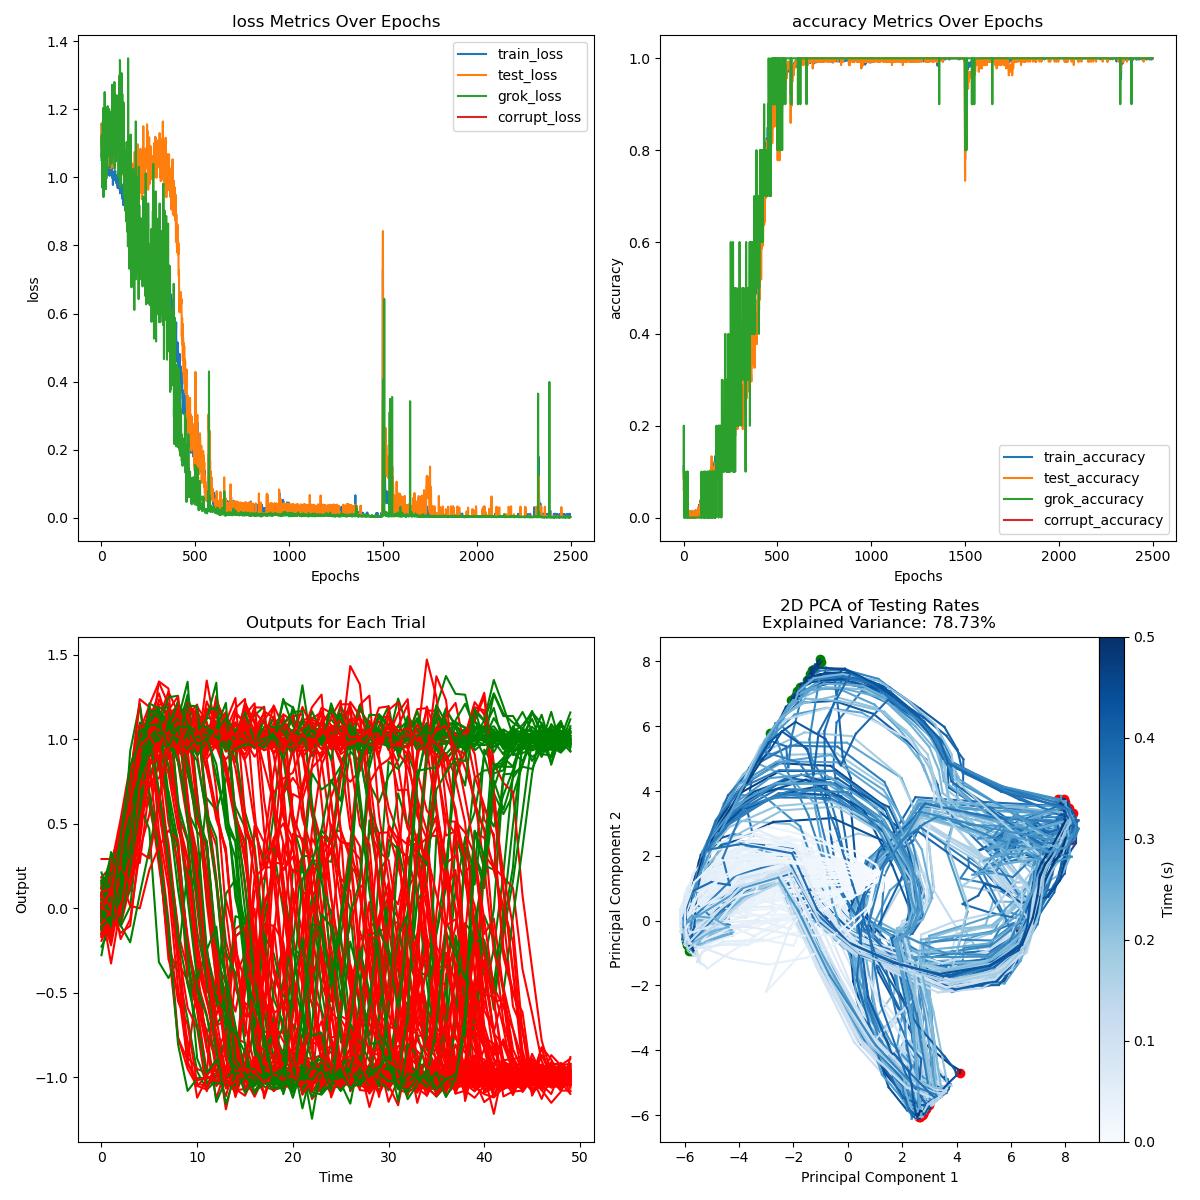 loss Metrics Over Epochs
1.4
1.2
1.0
0.8
0.6
0.4
0.2
0.0
loss
0
500
1000
1500
2000
2500
Epochs
train_loss
test_loss
grok_loss
corrupt_loss
accuracy Metrics Over Epochs
1.0
0.8
0.6
0.4
0.2
0.0
accuracy
0
500
1000
1500
2000
2500
Epochs
train_accuracy
test_accuracy
grok_accuracy
corrupt_accuracy
Outputs for Each Trial
1.5
1.0
0.5
0.0
−0.5
−1.0
Output
0
10
20
30
40
50
Time
2D PCA of Testing Rates
Explained Variance: 78.73%
8
6
4
2
0
−2
−4
−6
Principal Component 2
−6
−4
−2
0
2
4
6
8
Principal Component 1
0.5
0.4
0.3
0.2
0.1
0.0
Time (s)